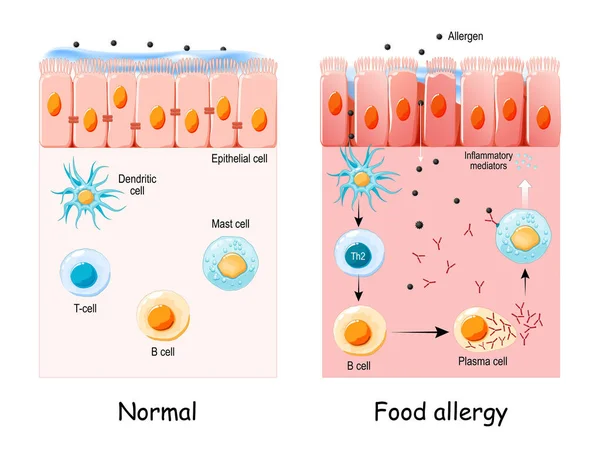 Epithelial cell
Dendritic
cell
Mast cell
T-cell
B cell
Normal
Allergen
Inflammatory
mediators
Th2
B cell
Plasma cell
Food allergy